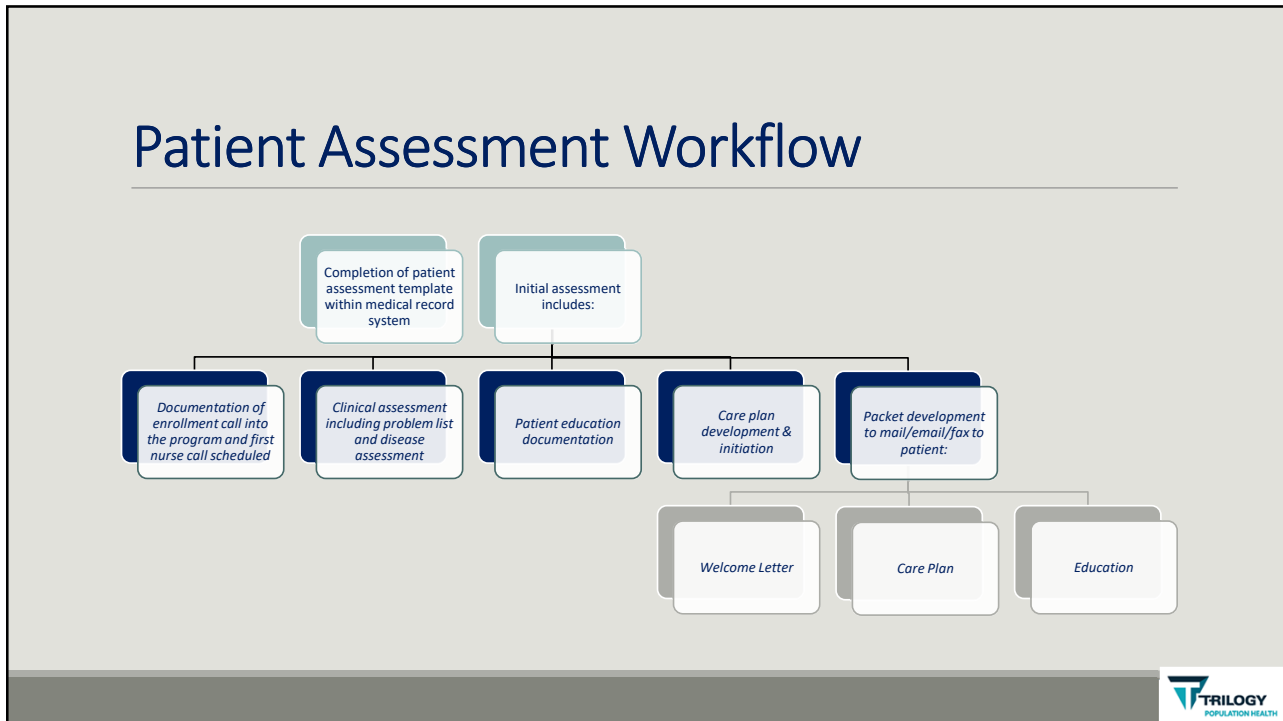 Patient Assessment Workflow
Completion of patient
assessment template
within medical record
system
Initial assessment
includes:
Documentation of
enrollment call into
the program and first
nurse call scheduled
Clinical assessment
including problem list
and disease
assessment
Patient education
documentation
Care plan
development &
initiation
Packet development
to mail/email/fax to
patient:
Welcome Letter
Care Plan
Education
TRILOGY
POPULATION HEALTH